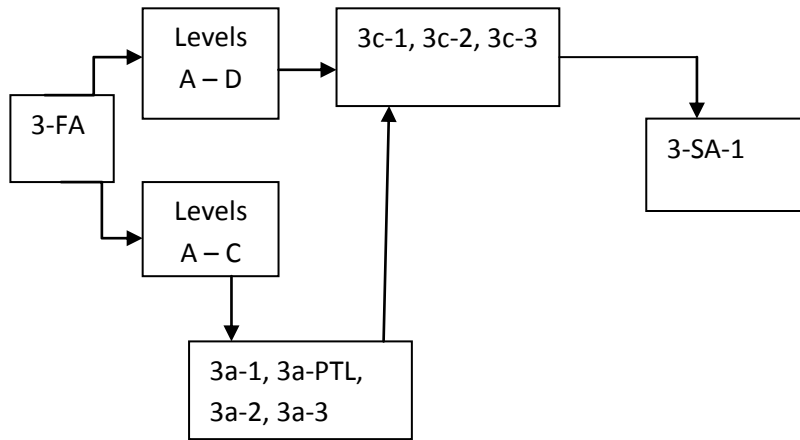 Levels
A – D
3c-1, 3c-2, 3c-3
3-FA
3-SA-1
Levels
A – C
3a-1, 3a-PTL,
3a-2, 3a-3